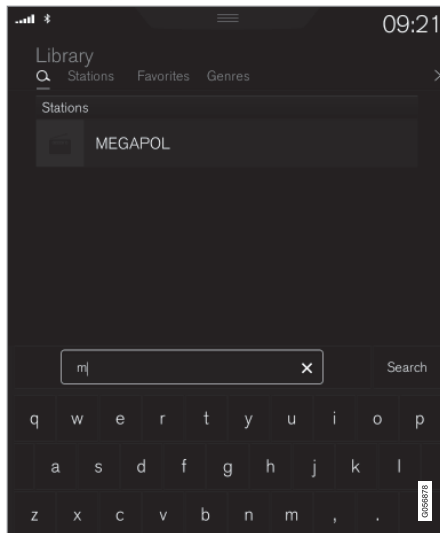 09:21
Library
Stations Favorites Genres
Stations
MEGAPOL
m
Search
q w e r t y u i o p
a s d f g h j k l
z x c v b n m , .
G056878